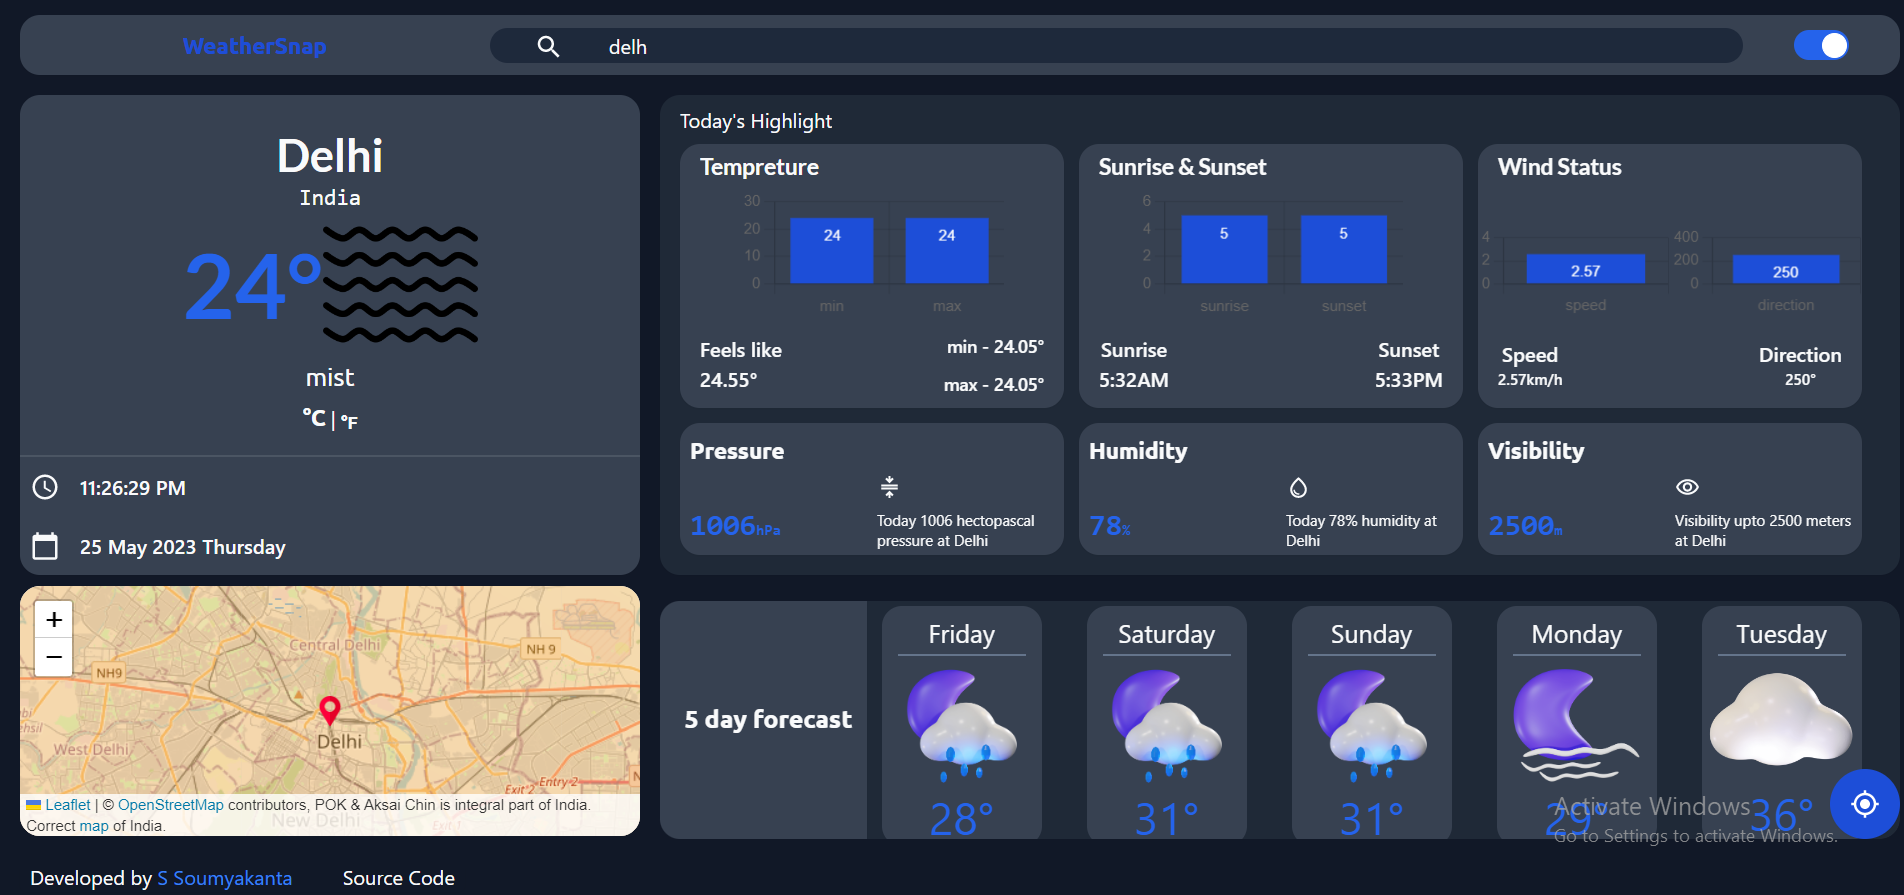 WeatherSnap
delh
Delhi
India
24°
mist
°C | °F
11:26:29 PM
25 May 2023 Thursday
Today's Highlight
Tempreture
30
20
10
0
24
24
min
max
Feels like
24.55°
min - 24.05°
max - 24.05°
Sunrise & Sunset
6
4
2
0
5
5
sunrise
sunset
Sunrise
5:32AM
Sunset
5:33PM
Wind Status
4
2
0
2.57
speed
400
200
0
250
direction
Speed
2.57km/h
Direction
250°
Pressure
1006hPa
Today 1006 hectopascal
pressure at Delhi
Humidity
78%
Today 78% humidity at
Delhi
Visibility
2500m
Visibility upto 2500 meters
at Delhi
+
−
Central Delhi
NH 9
NH9
Delhi
West Delhi
Entry 2
Exit 2
New Delhi
Exit 1
Leaflet | © OpenStreetMap contributors, POK & Aksai Chin is integral part of India.
Correct map of India.
5 day forecast
Friday
28°
Saturday
31°
Sunday
31°
Monday
29°
Tuesday
36°
Activate Windows
Go to Settings to activate Windows.
Developed by S Soumyakanta
Source Code